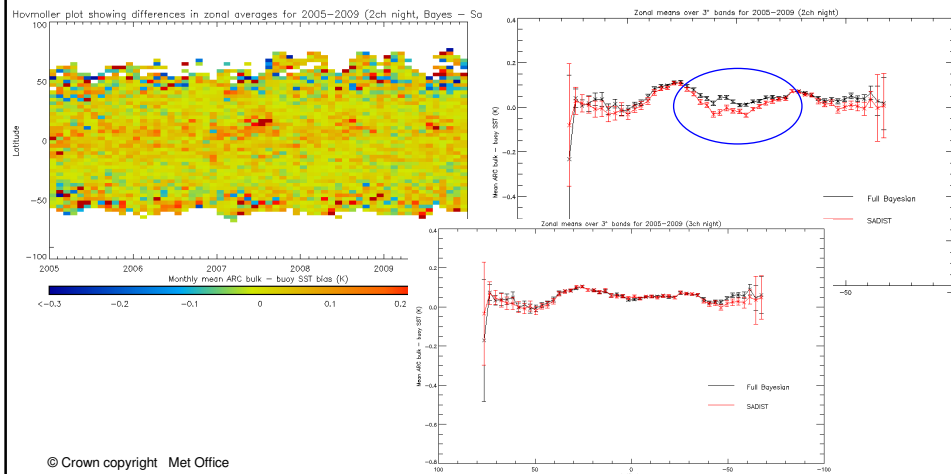 Hovmoller plot showing differences in zonal averages for 2005-2009 (2ch night, Bayes - Sa
100
50
0
-50
-100
Latitude
2005 2006 2007 2008 2009
Monthly mean ARC bulk - buoy SST bias (K)
<-0.3 -0.2 -0.1 0 0.1 0.2
Zonal means over 3° bands for 2005-2009 (2ch night)
0.4
0.2
0.0
-0.2
-0.4
Mean ARC bulk - buoy SST (K)
Full Bayesian
SADIST
-50
Zonal means over 3° bands for 2005-2009 (3ch night)
0.4
0.2
0.0
-0.2
-0.4
-0.6
-0.8
Mean ARC bulk - buoy SST (K)
Full Bayesian
SADIST
100 50 0 -50 -100
© Crown copyright Met Office